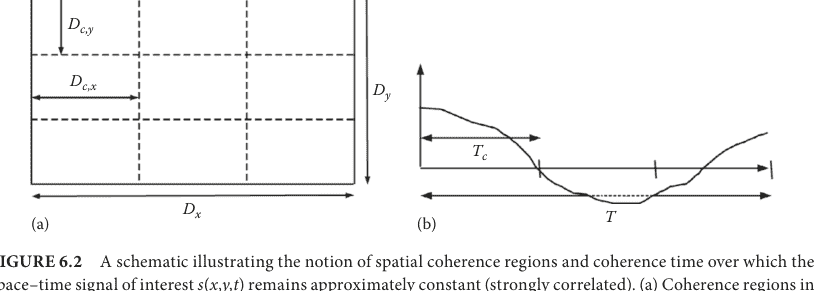 D_{c,y}
D_{c,x}
D_y
T_c
D_x
T
(a)
(b)
IGURE 6.2 A schematic illustrating the notion of spatial coherence regions and coherence time over which the
pace–time signal of interest s(x,y,t) remains approximately constant (strongly correlated). (a) Coherence regions in